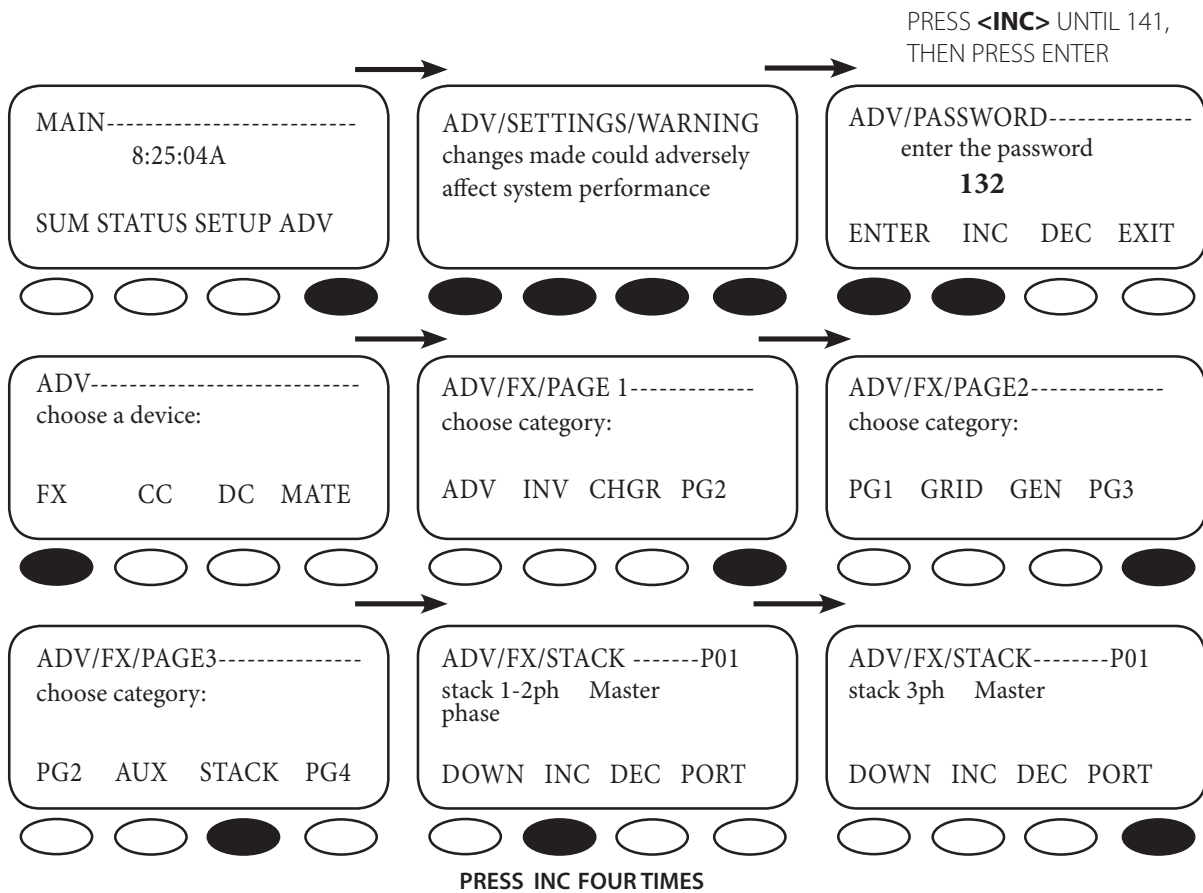 PRESS <INC> UNTIL 141,
THEN PRESS ENTER
MAIN--------------------------
8:25:04A
SUM STATUS SETUP ADV
ADV/SETTINGS/WARNING
changes made could adversely
affect system performance
ADV/PASSWORD---------------
enter the password
132
ENTER INC DEC EXIT
ADV----------------------------
choose a device:
FX CC DC MATE
ADV/FX/PAGE 1-------------
choose category:
ADV INV CHGR PG2
ADV/FX/PAGE2--------------
choose category:
PG1 GRID GEN PG3
ADV/FX/PAGE3---------------
choose category:
PG2 AUX STACK PG4
ADV/FX/STACK -------P01
stack 1-2ph Master
phase
DOWN INC DEC PORT
ADV/FX/STACK--------P01
stack 3ph Master
DOWN INC DEC PORT
PRESS INC FOUR TIMES